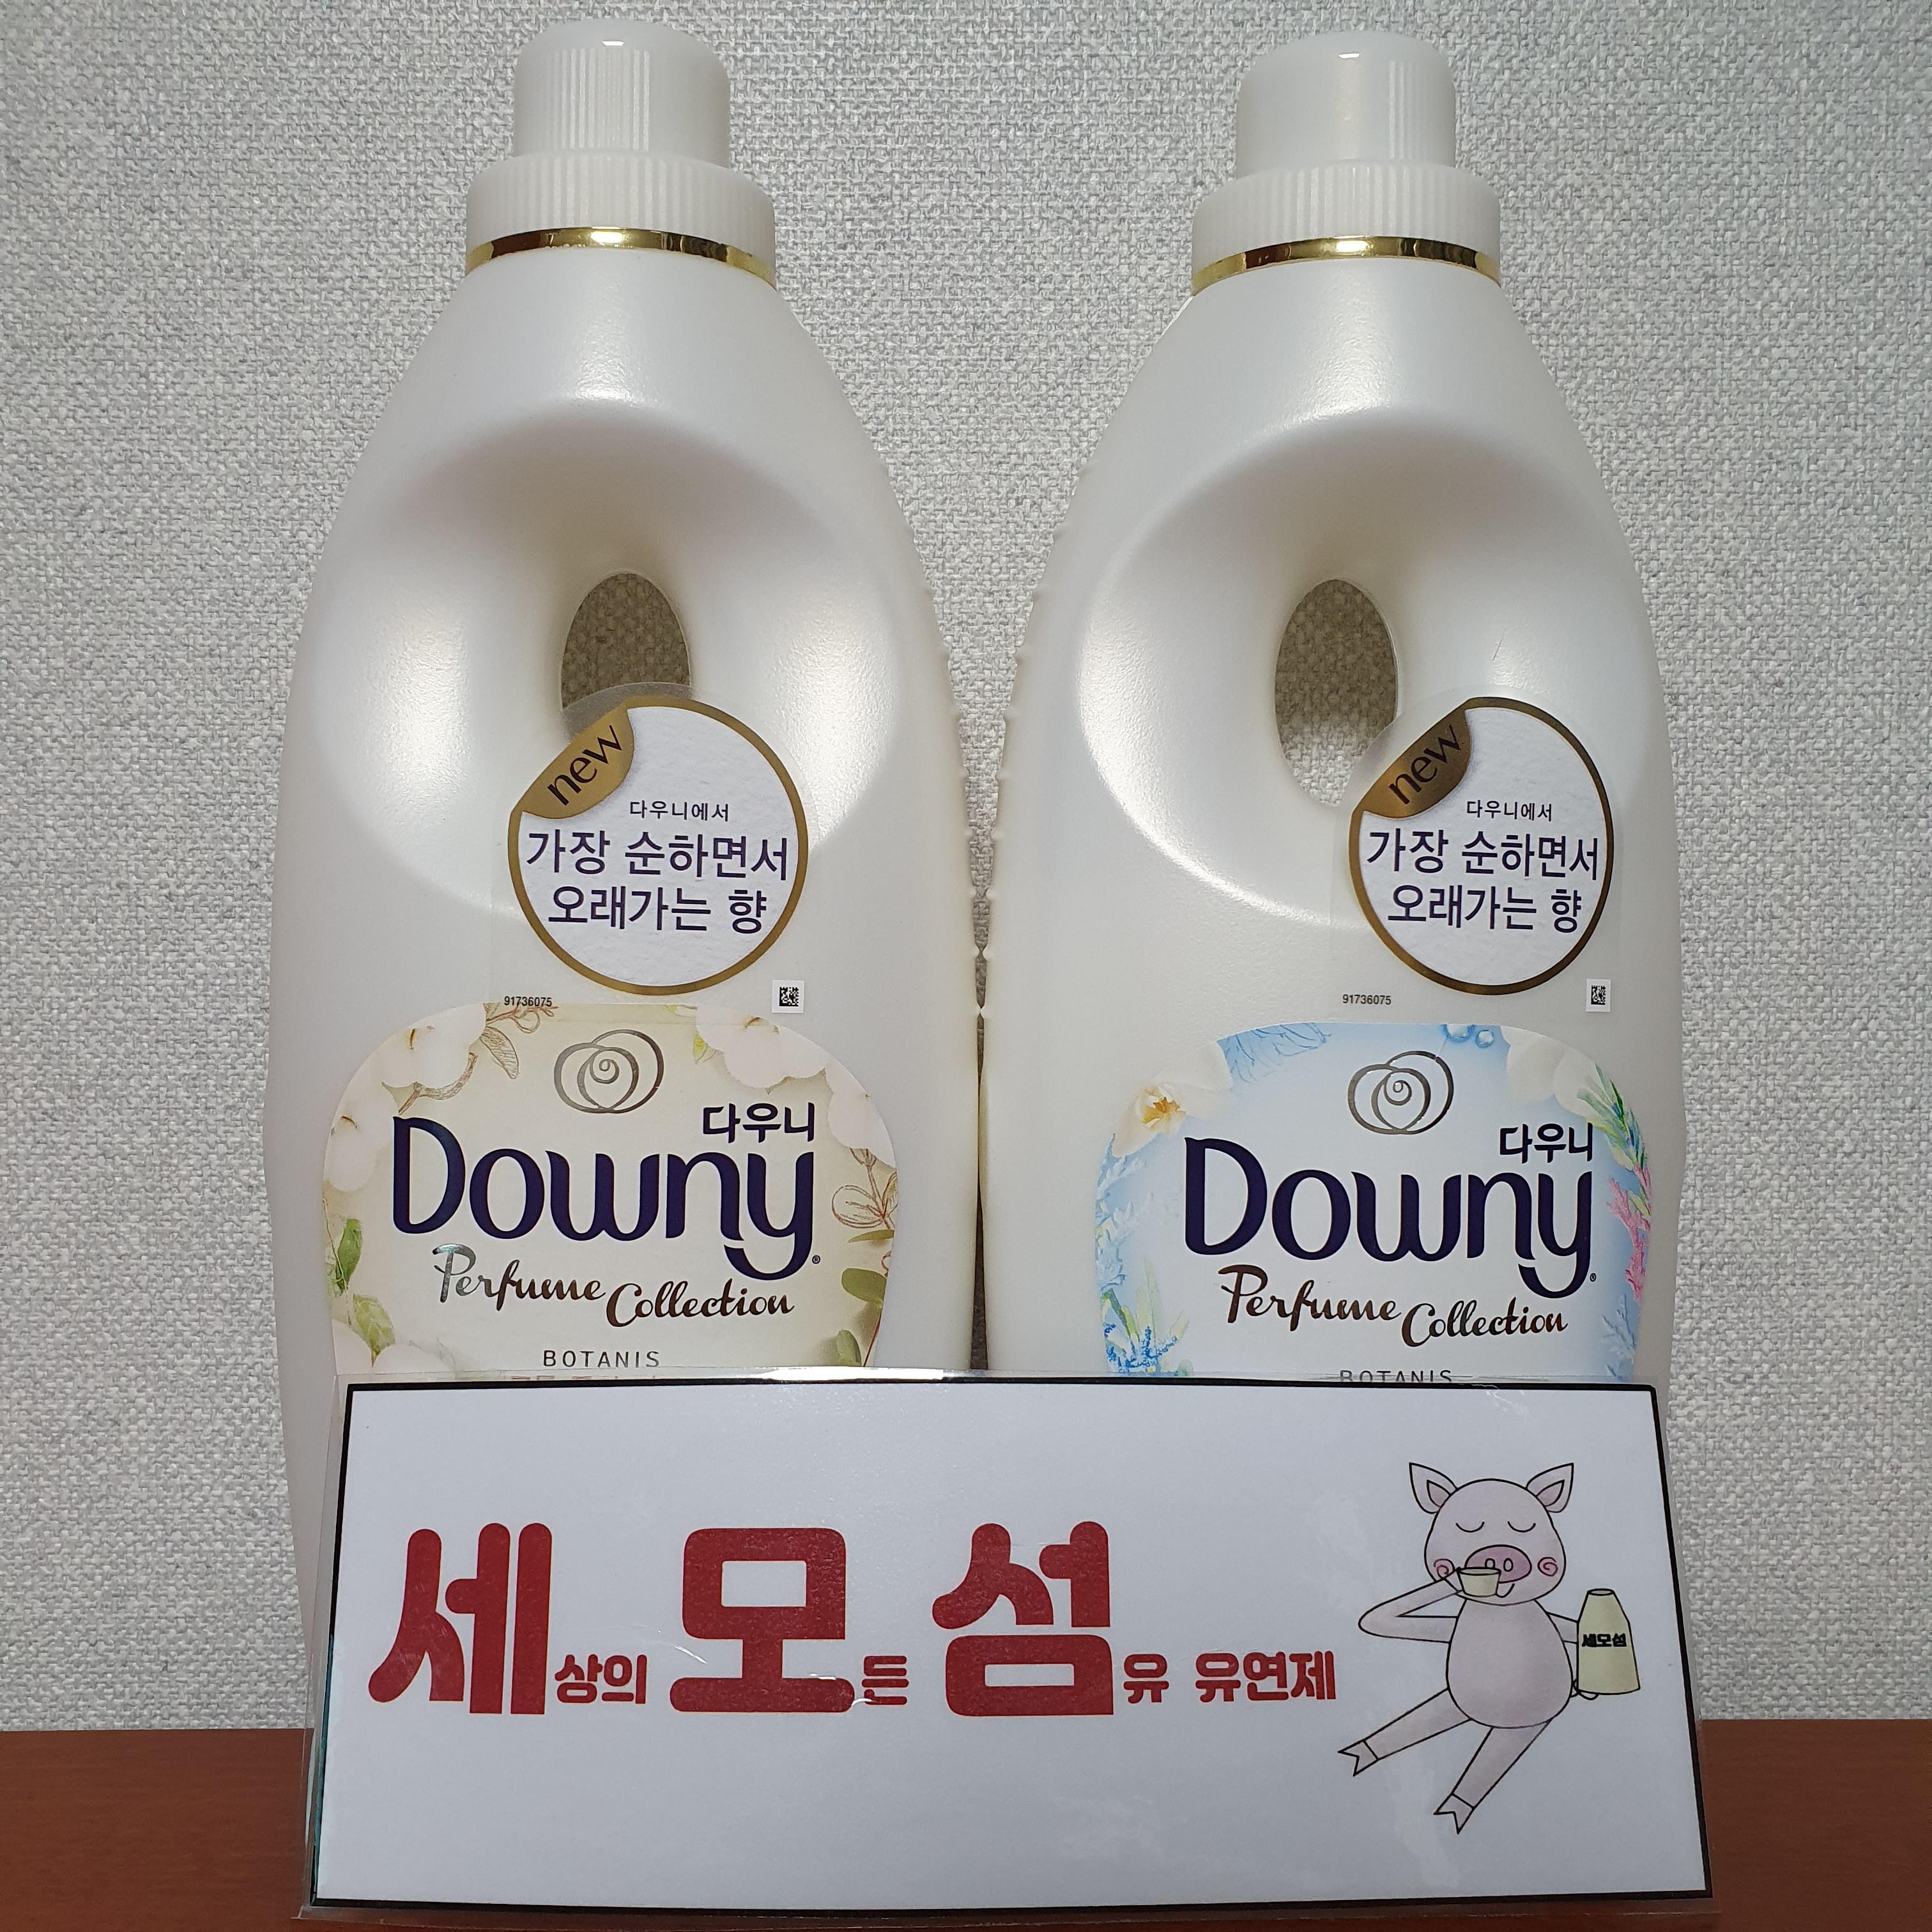 new
다우니에서
가장 순하면서
오래가는 향
91736075
다우니
Downy®
Perfume Collection
BOTANIS
new
다우니에서
가장 순하면서
오래가는 향
91736075
다우니
Downy®
Perfume Collection
BOTANIS
세상의 모든 섬유 유연제
세모섬